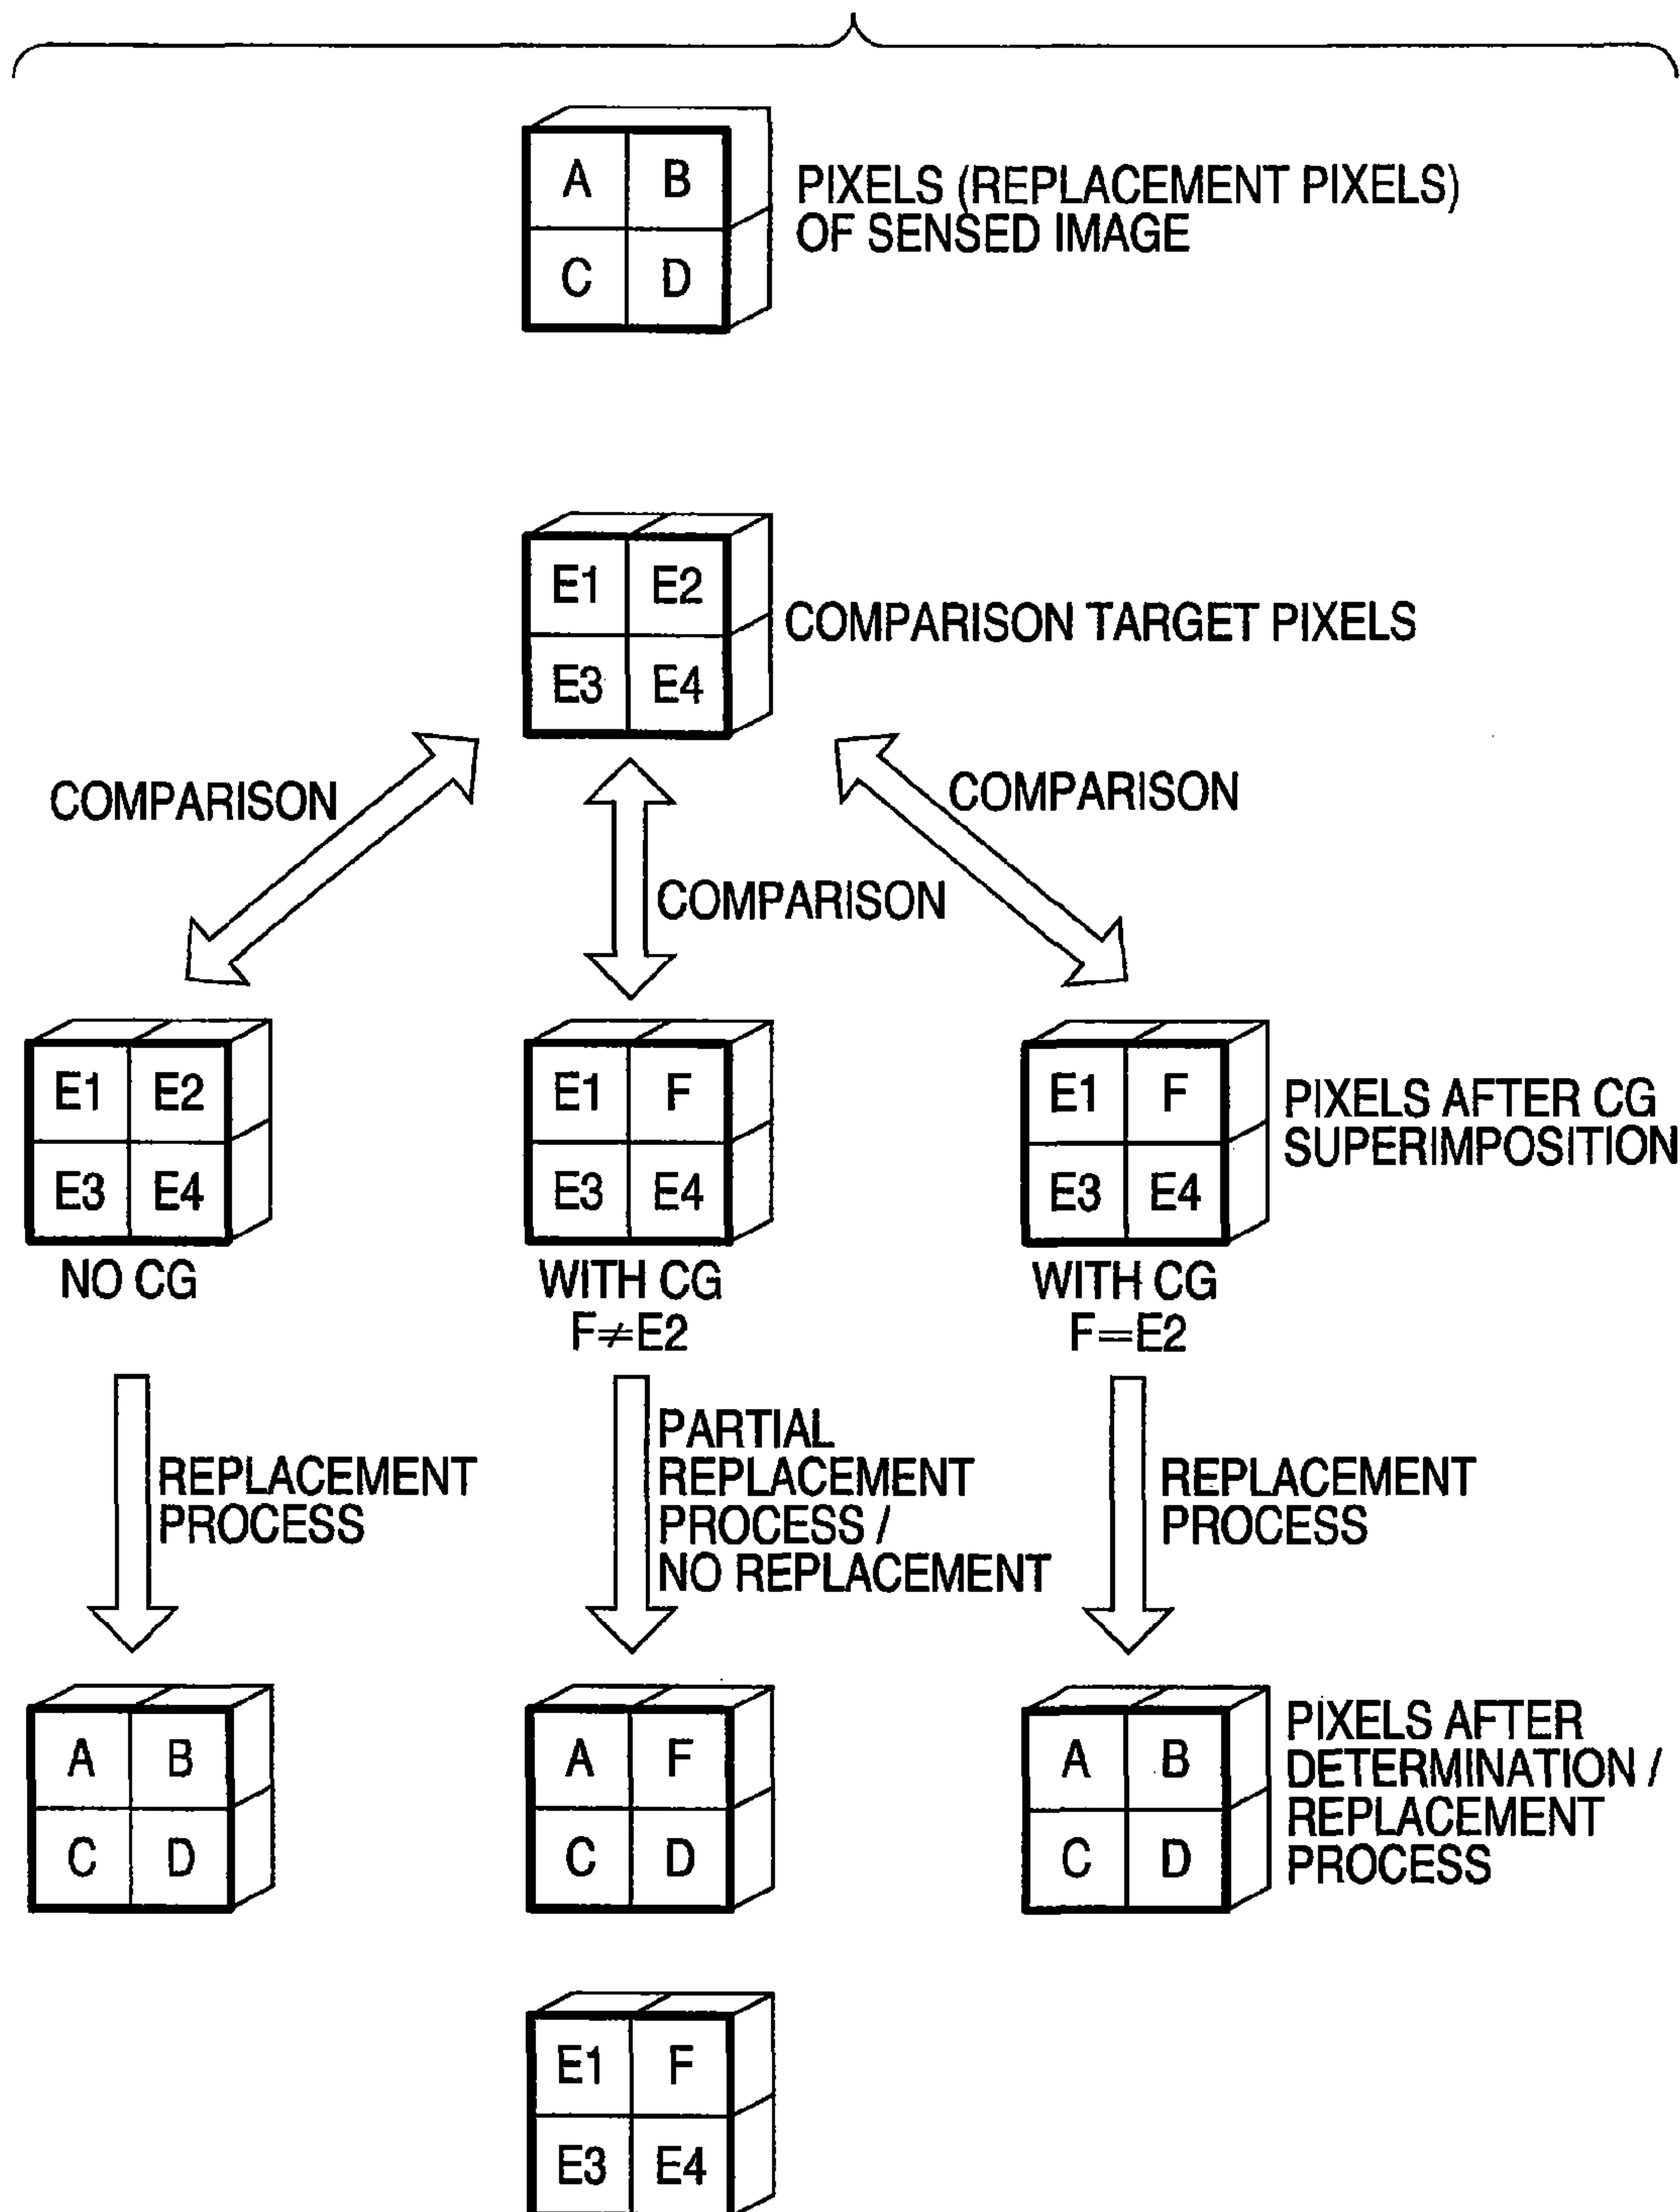 A B
C D
PIXELS (REPLACEMENT PIXELS)
OF SENSED IMAGE
E1 E2
E3 E4
COMPARISON TARGET PIXELS
COMPARISON
COMPARISON
COMPARISON
E1 E2
E3 E4
NO CG
E1 F
E3 E4
WITH CG
F≠E2
E1 F
E3 E4
WITH CG
F=E2
PIXELS AFTER CG
SUPERIMPOSITION
REPLACEMENT
PROCESS
PARTIAL
REPLACEMENT
PROCESS /
NO REPLACEMENT
REPLACEMENT
PROCESS
A B
C D
A F
C D
A B
C D
PIXELS AFTER
DETERMINATION /
REPLACEMENT
PROCESS
E1 F
E3 E4